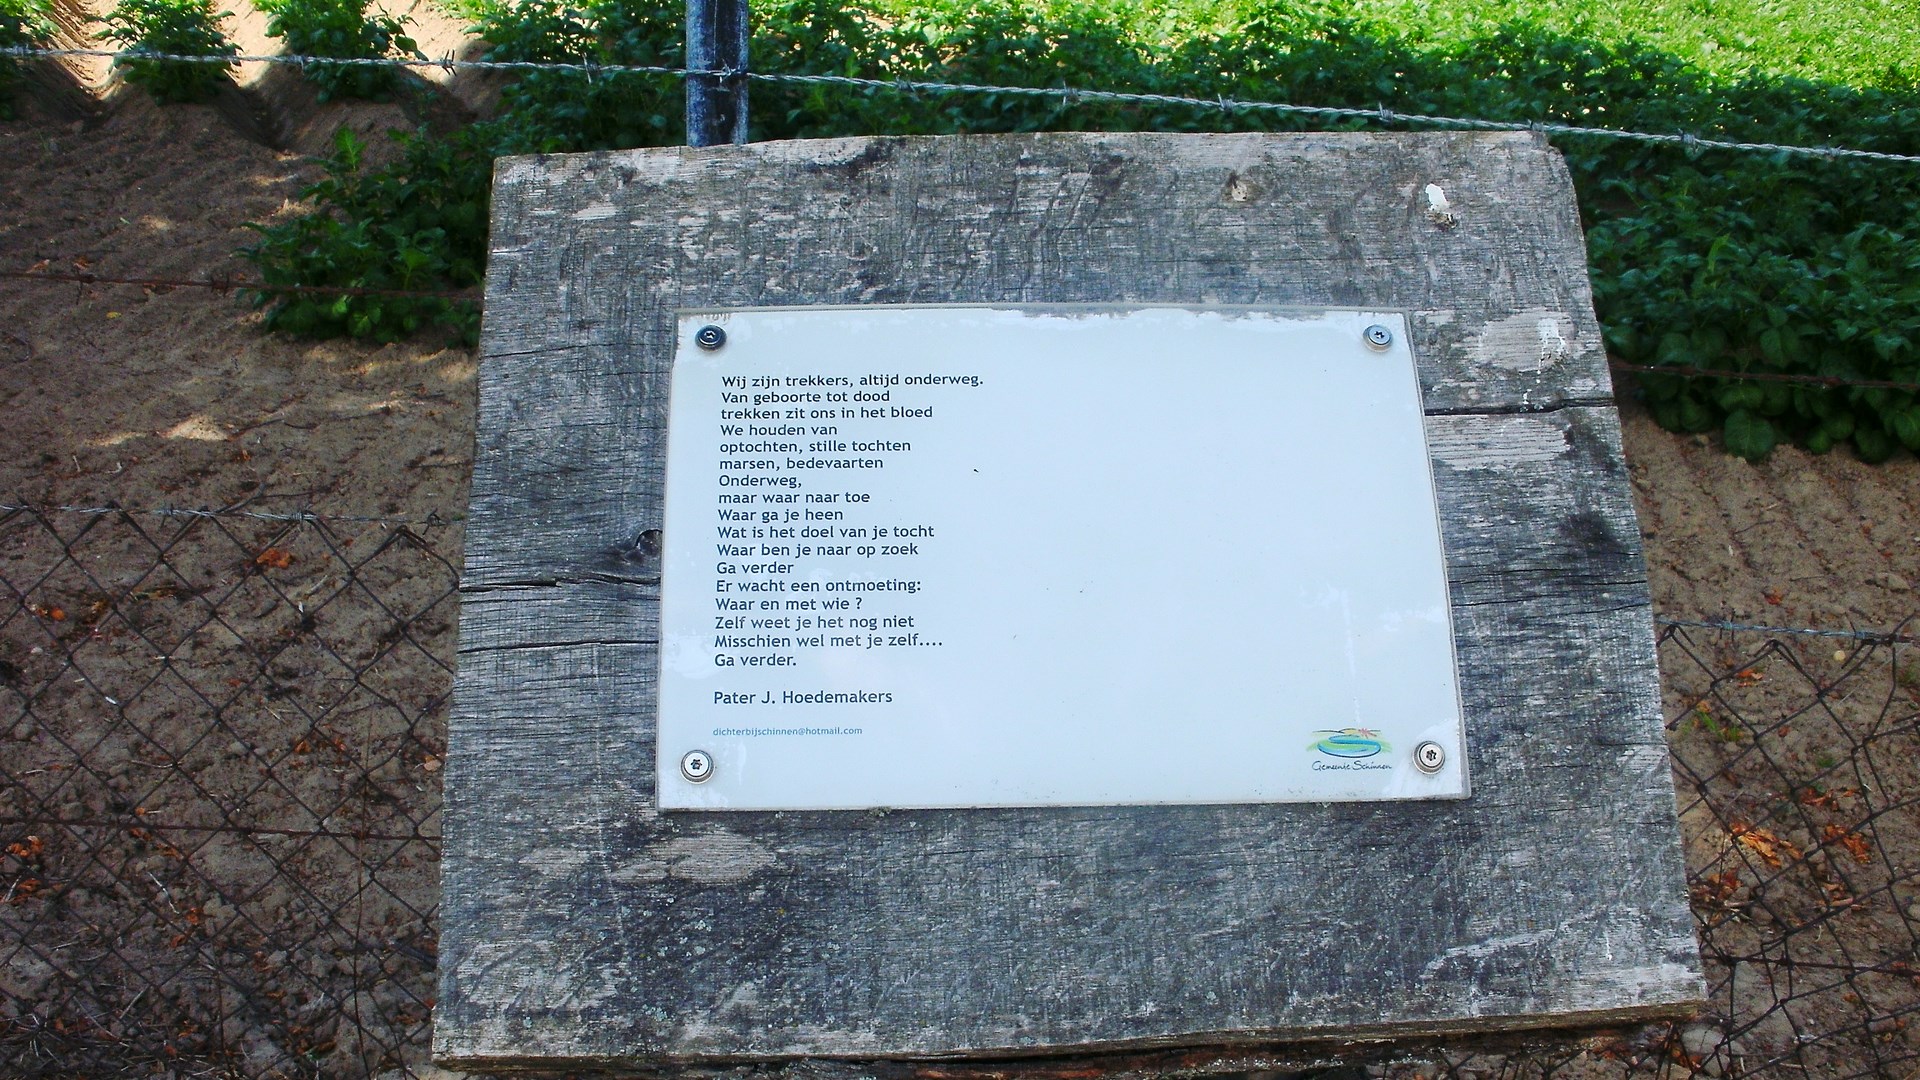 Wij zijn trekkers, altijd onderweg.
Van geboorte tot dood
trekken zit ons in het bloed
We houden van
optochten, stille tochten
marsen, bedevaarten
Onderweg,
maar waar naar toe
Waar ga je heen
Wat is het doel van je tocht
Waar ben je naar op zoek
Ga verder
Er wacht een ontmoeting:
Waar en met wie ?
Zelf weet je het nog niet
Misschien wel met je zelf....
Ga verder.
Pater J. Hoedemakers
dichterbijschinnen@hotmail.com
Gemeente Schinnen